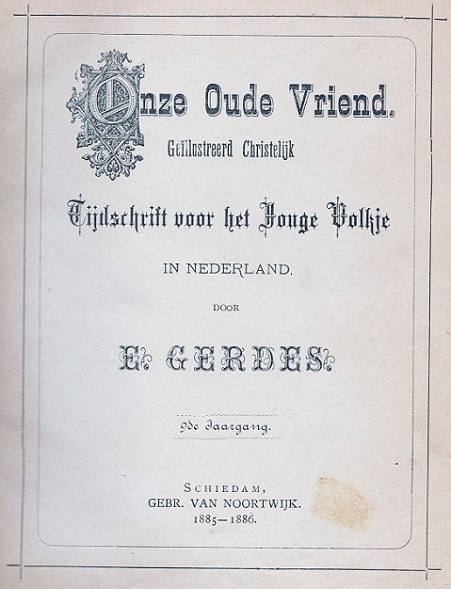 Onze Oude Vriend.
Geïllustreerd Christelijk
Tijdschrift voor het Jonge Volkje
IN NEDERLAND.
DOOR
E. GERDES.
9de Jaargang.
SCHIEDAM,
GEBR. VAN NOORTWIJK.
1885—1886.